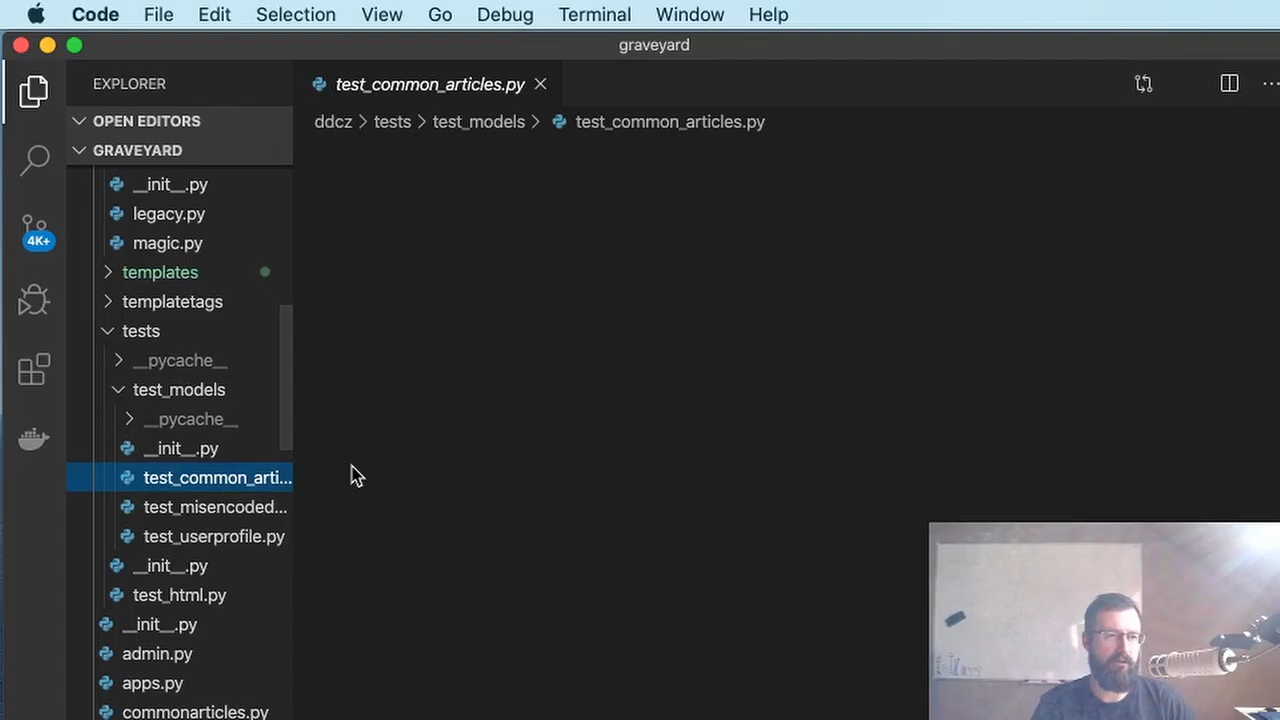 Code File Edit Selection View Go Debug Terminal Window Help
graveyard
EXPLORER
test_common_articles.py
OPEN EDITORS
ddcz > tests > test_models > test_common_articles.py
GRAVEYARD
__init__.py
legacy.py
4K+
magic.py
templates
templatetags
tests
__pycache__
test_models
__pycache__
__init__.py
test_common_arti...
test_misencoded...
test_userprofile.py
__init__.py
test_html.py
__init__.py
admin.py
apps.py
commonarticles.py